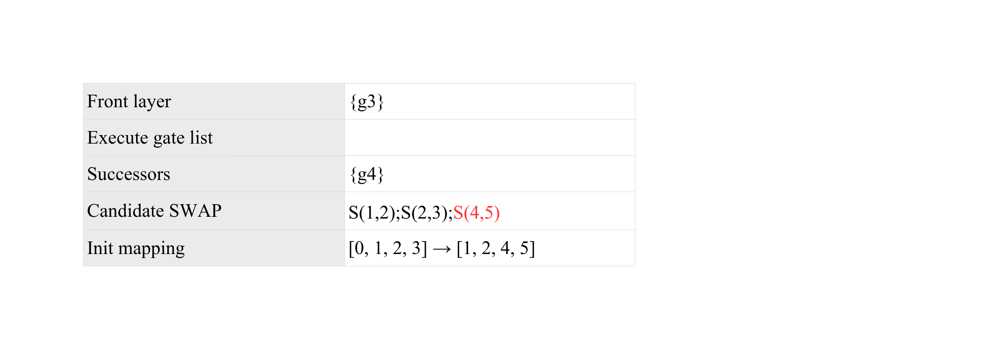 Front layer {g3}
Execute gate list
Successors {g4}
Candidate SWAP S(1,2);S(2,3);S(4,5)
Init mapping [0, 1, 2, 3] → [1, 2, 4, 5]